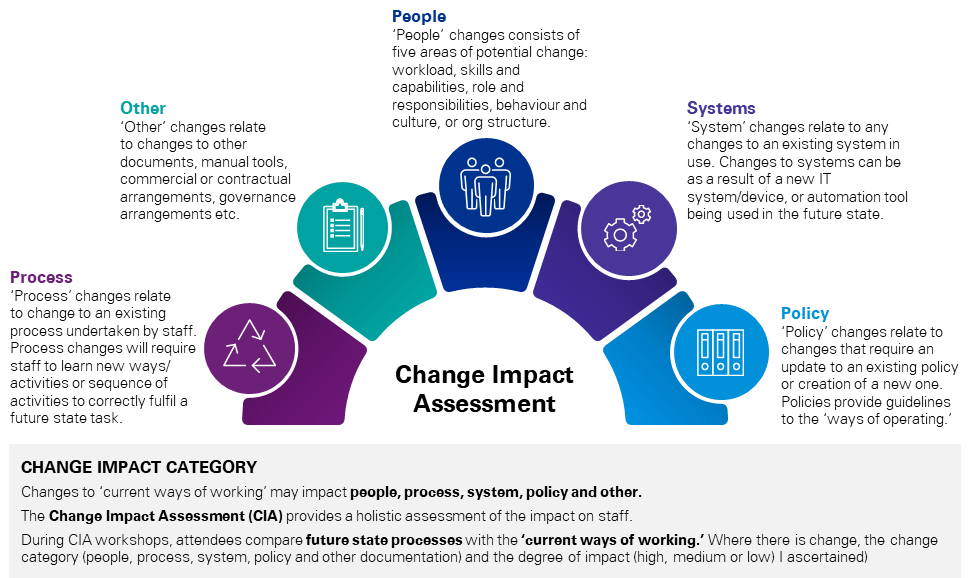 People
‘People’ changes consists of
five areas of potential change:
workload, skills and
capabilities, role and
responsibilities, behaviour and
culture, or org structure.
Other
‘Other’ changes relate
to changes to other
documents, manual tools,
commercial or contractual
arrangements, governance
arrangements etc.
Systems
‘System’ changes relate to any
changes to an existing system in
use. Changes to systems can be
as a result of a new IT
system/device, or automation tool
being used in the future state.
Process
‘Process’ changes relate
to change to an existing
process undertaken by staff.
Process changes will require
staff to learn new ways/
activities or sequence of
activities to correctly fulfil a
future state task.
Policy
‘Policy’ changes relate to
changes that require an
update to an existing policy
or creation of a new one.
Policies provide guidelines
to the ‘ways of operating.’
Change Impact
Assessment
CHANGE IMPACT CATEGORY
Changes to ‘current ways of working’ may impact people, process, system, policy and other.
The Change Impact Assessment (CIA) provides a holistic assessment of the impact on staff.
During CIA workshops, attendees compare future state processes with the ‘current ways of working.’ Where there is change, the change
category (people, process, system, policy and other documentation) and the degree of impact (high, medium or low) I ascertained)